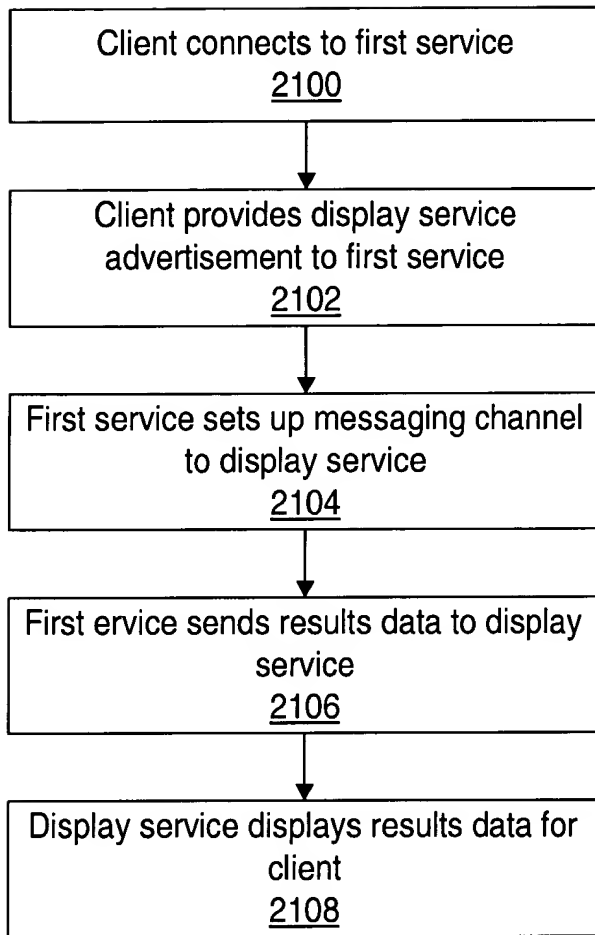 Client connects to first service
2100
Client provides display service
advertisement to first service
2102
First service sets up messaging channel
to display service
2104
First ervice sends results data to display
service
2106
Display service displays results data for
client
2108